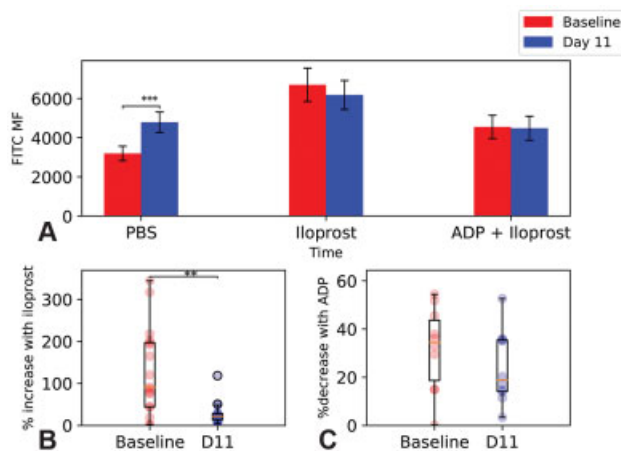 Baseline
Day 11
FITC MF
6000
4000
2000
0
***
PBS
Iloprost
ADP + Iloprost
Time
A
% increase with iloprost
300
200
100
0
**
Baseline
D11
B
%decrease with ADP
60
40
20
0
Baseline
D11
C